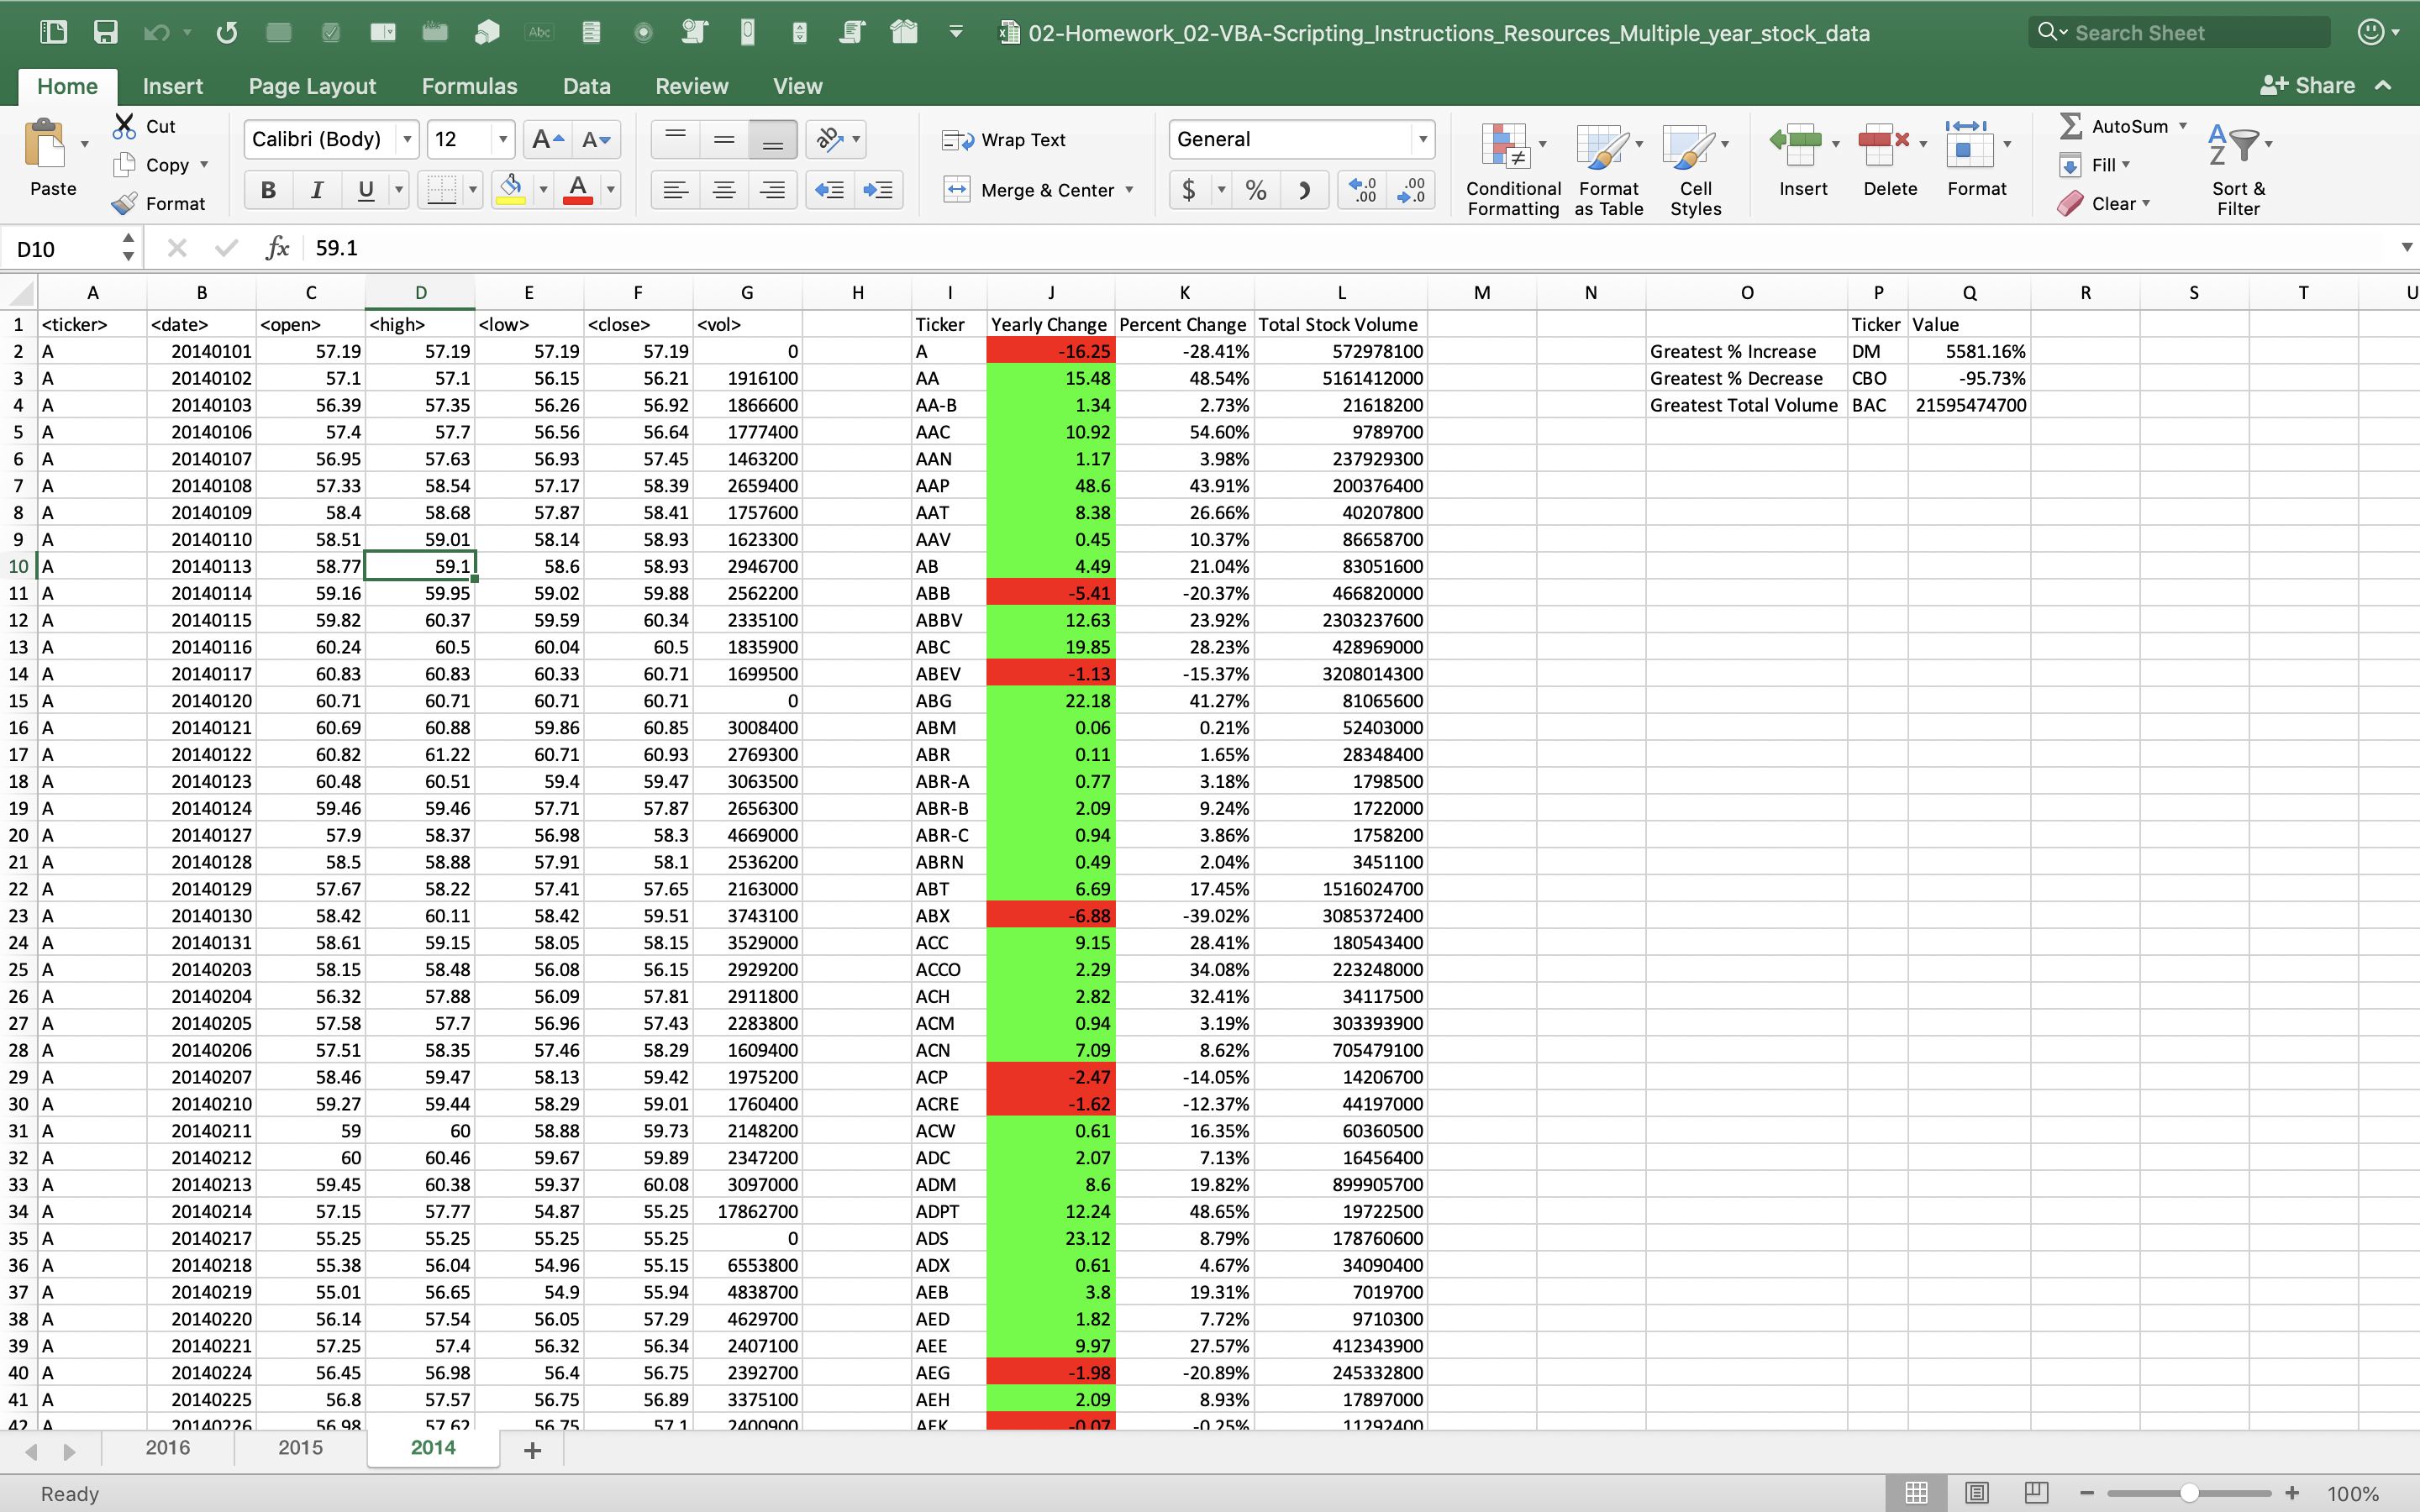 02-Homework_02-VBA-Scripting_Instructions_Resources_Multiple_year_stock_data Search Sheet
Home Insert Page Layout Formulas Data Review View Share
Paste Cut Copy Format Calibri (Body) 12 Wrap Text Merge & Center General Conditional Formatting Format as Table Cell Styles Insert Delete Format AutoSum Fill Clear Sort & Filter
D10 fx 59.1
A B C D E F G H I J K L M N O P Q R S T U
1 <ticker> <date> <open> <high> <low> <close> <vol> Ticker Yearly Change Percent Change Total Stock Volume Ticker Value
2 A 20140101 57.19 57.19 57.19 57.19 0 A -16.25 -28.41% 572978100 Greatest % Increase DM 5581.16%
3 A 20140102 57.1 57.1 56.15 56.21 1916100 AA 15.48 48.54% 5161412000 Greatest % Decrease CBO -95.73%
4 A 20140103 56.39 57.35 56.26 56.92 1866600 AA-B 1.34 2.73% 21618200 Greatest Total Volume BAC 21595474700
5 A 20140106 57.4 57.7 56.56 56.64 1777400 AAC 10.92 54.60% 9789700
6 A 20140107 56.95 57.63 56.93 57.45 1463200 AAN 1.17 3.98% 237929300
7 A 20140108 57.33 58.54 57.17 58.39 2659400 AAP 48.6 43.91% 200376400
8 A 20140109 58.4 58.68 57.87 58.41 1757600 AAT 8.38 26.66% 40207800
9 A 20140110 58.51 59.01 58.14 58.93 1623300 AAV 0.45 10.37% 86658700
10 A 20140113 58.77 59.1 58.6 58.93 2946700 AB 4.49 21.04% 83051600
11 A 20140114 59.16 59.95 59.02 59.88 2562200 ABB -5.41 -20.37% 466820000
12 A 20140115 59.82 60.37 59.59 60.34 2335100 ABBV 12.63 23.92% 2303237600
13 A 20140116 60.24 60.5 60.04 60.5 1835900 ABC 19.85 28.23% 428969000
14 A 20140117 60.83 60.83 60.33 60.71 1699500 ABEV -1.13 -15.37% 3208014300
15 A 20140120 60.71 60.71 60.71 60.71 0 ABG 22.18 41.27% 81065600
16 A 20140121 60.69 60.88 59.86 60.85 3008400 ABM 0.06 0.21% 52403000
17 A 20140122 60.82 61.22 60.71 60.93 2769300 ABR 0.11 1.65% 28348400
18 A 20140123 60.48 60.51 59.4 59.47 3063500 ABR-A 0.77 3.18% 1798500
19 A 20140124 59.46 59.46 57.71 57.87 2656300 ABR-B 2.09 9.24% 1722000
20 A 20140127 57.9 58.37 56.98 58.3 4669000 ABR-C 0.94 3.86% 1758200
21 A 20140128 58.5 58.88 57.91 58.1 2536200 ABRN 0.49 2.04% 3451100
22 A 20140129 57.67 58.22 57.41 57.65 2163000 ABT 6.69 17.45% 1516024700
23 A 20140130 58.42 60.11 58.42 59.51 3743100 ABX -6.88 -39.02% 3085372400
24 A 20140131 58.61 59.15 58.05 58.15 3529000 ACC 9.15 28.41% 180543400
25 A 20140203 58.15 58.48 56.08 56.15 2929200 ACCO 2.29 34.08% 223248000
26 A 20140204 56.32 57.88 56.09 57.81 2911800 ACH 2.82 32.41% 34117500
27 A 20140205 57.58 57.7 56.96 57.43 2283800 ACM 0.94 3.19% 303393900
28 A 20140206 57.51 58.35 57.46 58.29 1609400 ACN 7.09 8.62% 705479100
29 A 20140207 58.46 59.47 58.13 59.42 1975200 ACP -2.47 -14.05% 14206700
30 A 20140210 59.27 59.44 58.29 59.01 1760400 ACRE -1.62 -12.37% 44197000
31 A 20140211 59 60 58.88 59.73 2148200 ACW 0.61 16.35% 60360500
32 A 20140212 60 60.46 59.67 59.89 2347200 ADC 2.07 7.13% 16456400
33 A 20140213 59.45 60.38 59.37 60.08 3097000 ADM 8.6 19.82% 899905700
34 A 20140214 57.15 57.77 54.87 55.25 17862700 ADPT 12.24 48.65% 19722500
35 A 20140217 55.25 55.25 55.25 55.25 0 ADS 23.12 8.79% 178760600
36 A 20140218 55.38 56.04 54.96 55.15 6553800 ADX 0.61 4.67% 34090400
37 A 20140219 55.01 56.65 54.9 55.94 4838700 AEB 3.8 19.31% 7019700
38 A 20140220 56.14 57.54 56.05 57.29 4629700 AED 1.82 7.72% 9710300
39 A 20140221 57.25 57.4 56.32 56.34 2407100 AEE 9.97 27.57% 412343900
40 A 20140224 56.45 56.98 56.4 56.75 2392700 AEG -1.98 -20.89% 245332800
41 A 20140225 56.8 57.57 56.75 56.89 3375100 AEH 2.09 8.93% 17897000
42 A 20140226 56.98 57.62 56.75 57.1 2400900 AEK -0.07 -0.25% 11292400
2016 2015 2014
Ready 100%